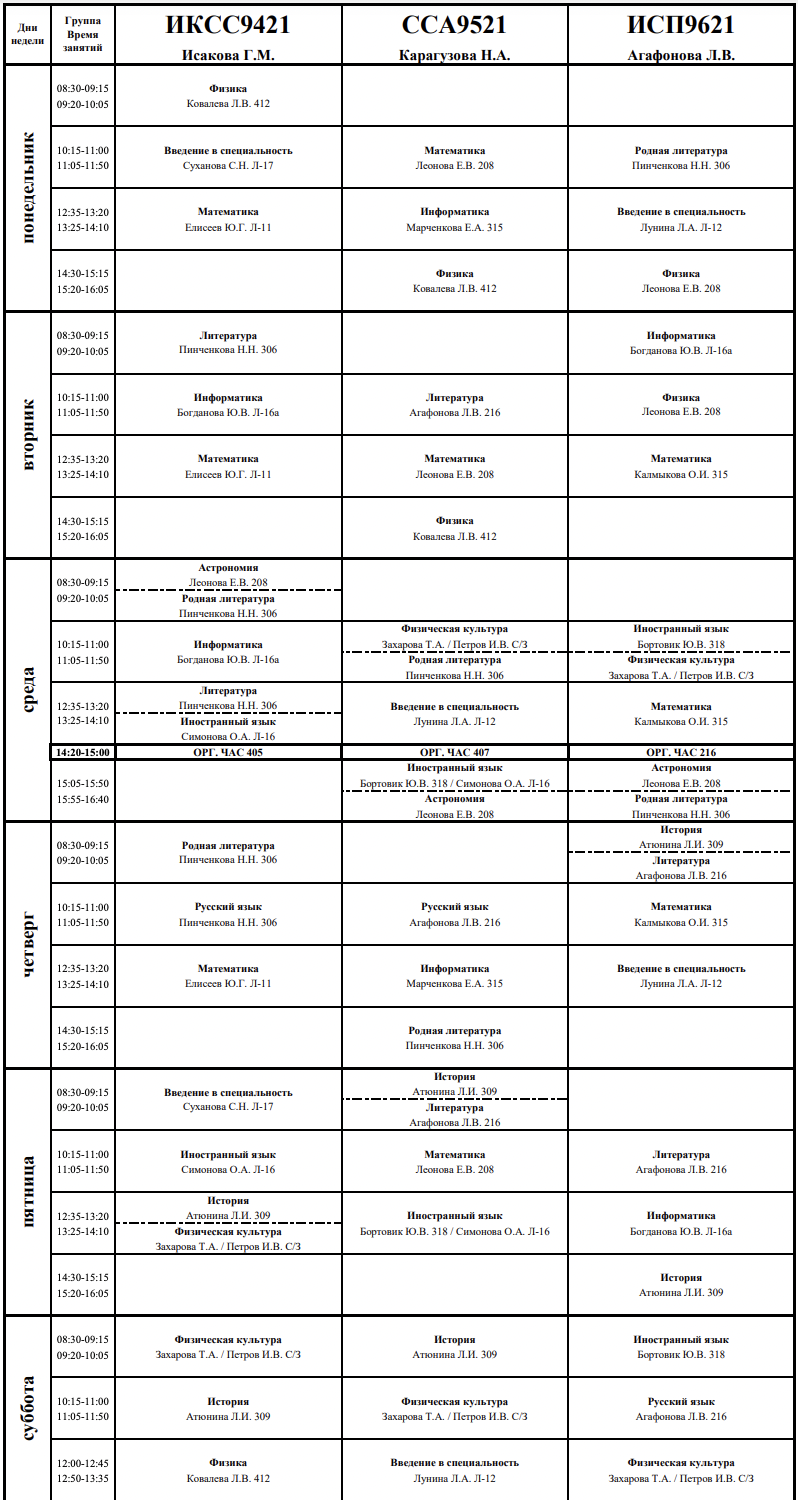 Дни
недели
Группа
Время
занятий
ИКСС9421
Исакова Г.М.
ССА9521
Карагузова Н.А.
ИСП9621
Агафонова Л.В.
понедельник
08:30-09:15
09:20-10:05
Физика
Ковалева Л.В. 412
10:15-11:00
11:05-11:50
Введение в специальность
Суханова С.Н. Л-17
Математика
Леонова Е.В. 208
Родная литература
Пинченкова Н.Н. 306
12:35-13:20
13:25-14:10
Математика
Елисеев Ю.Г. Л-11
Информатика
Марченкова Е.А. 315
Введение в специальность
Лунина Л.А. Л-12
14:30-15:15
15:20-16:05
Физика
Ковалева Л.В. 412
Физика
Леонова Е.В. 208
вторник
08:30-09:15
09:20-10:05
Литература
Пинченкова Н.Н. 306
Информатика
Богданова Ю.В. Л-16а
10:15-11:00
11:05-11:50
Информатика
Богданова Ю.В. Л-16а
Литература
Агафонова Л.В. 216
Физика
Леонова Е.В. 208
12:35-13:20
13:25-14:10
Математика
Елисеев Ю.Г. Л-11
Математика
Леонова Е.В. 208
Математика
Калмыкова О.И. 315
14:30-15:15
15:20-16:05
Физика
Ковалева Л.В. 412
среда
08:30-09:15
09:20-10:05
Астрономия
Леонова Е.В. 208
Родная литература
Пинченкова Н.Н. 306
10:15-11:00
11:05-11:50
Информатика
Богданова Ю.В. Л-16а
Физическая культура
Захарова Т.А. / Петров И.В. С/З
Родная литература
Пинченкова Н.Н. 306
Иностранный язык
Бортовик Ю.В. 318
Физическая культура
Захарова Т.А. / Петров И.В. С/З
12:35-13:20
13:25-14:10
Литература
Пинченкова Н.Н. 306
Иностранный язык
Симонова О.А. Л-16
Введение в специальность
Лунина Л.А. Л-12
Математика
Калмыкова О.И. 315
14:20-15:00
ОРГ. ЧАС 405
ОРГ. ЧАС 407
ОРГ. ЧАС 216
15:05-15:50
15:55-16:40
Иностранный язык
Бортовик Ю.В. 318 / Симонова О.А. Л-16
Астрономия
Леонова Е.В. 208
Астрономия
Леонова Е.В. 208
Родная литература
Пинченкова Н.Н. 306
четверг
08:30-09:15
09:20-10:05
Родная литература
Пинченкова Н.Н. 306
История
Атюнина Л.И. 309
Литература
Агафонова Л.В. 216
10:15-11:00
11:05-11:50
Русский язык
Пинченкова Н.Н. 306
Русский язык
Агафонова Л.В. 216
Математика
Калмыкова О.И. 315
12:35-13:20
13:25-14:10
Математика
Елисеев Ю.Г. Л-11
Информатика
Марченкова Е.А. 315
Введение в специальность
Лунина Л.А. Л-12
14:30-15:15
15:20-16:05
Родная литература
Пинченкова Н.Н. 306
пятница
08:30-09:15
09:20-10:05
Введение в специальность
Суханова С.Н. Л-17
История
Атюнина Л.И. 309
Литература
Агафонова Л.В. 216
10:15-11:00
11:05-11:50
Иностранный язык
Симонова О.А. Л-16
Математика
Леонова Е.В. 208
Литература
Агафонова Л.В. 216
12:35-13:20
13:25-14:10
История
Атюнина Л.И. 309
Физическая культура
Захарова Т.А. / Петров И.В. С/З
Иностранный язык
Бортовик Ю.В. 318 / Симонова О.А. Л-16
Информатика
Богданова Ю.В. Л-16а
14:30-15:15
15:20-16:05
История
Атюнина Л.И. 309
суббота
08:30-09:15
09:20-10:05
Физическая культура
Захарова Т.А. / Петров И.В. С/З
История
Атюнина Л.И. 309
Иностранный язык
Бортовик Ю.В. 318
10:15-11:00
11:05-11:50
История
Атюнина Л.И. 309
Физическая культура
Захарова Т.А. / Петров И.В. С/З
Русский язык
Агафонова Л.В. 216
12:00-12:45
12:50-13:35
Физика
Ковалева Л.В. 412
Введение в специальность
Лунина Л.А. Л-12
Физическая культура
Захарова Т.А. / Петров И.В. С/З